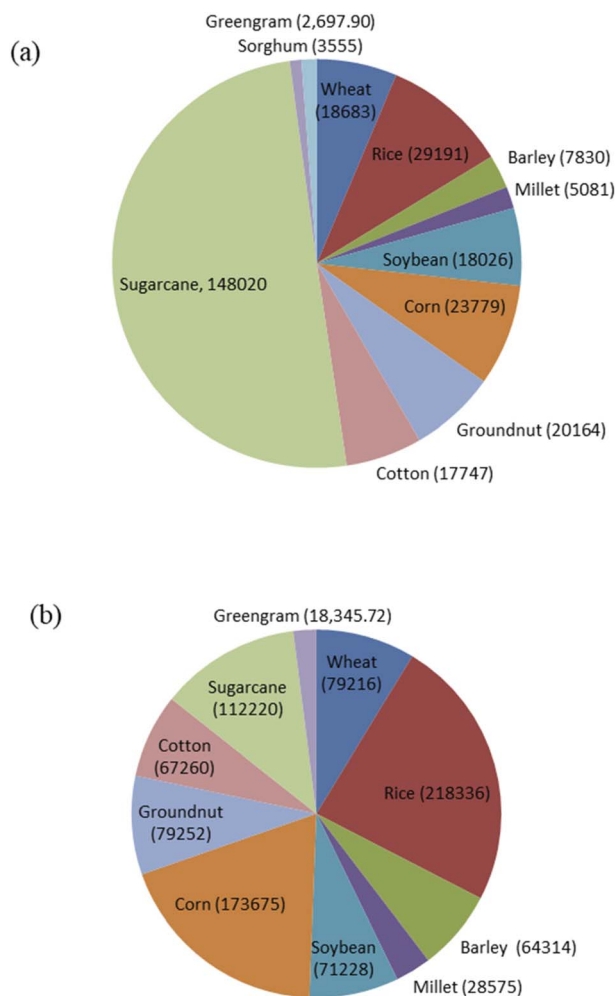 (a)
Greengram (2,697.90)
Sorghum (3555)
Wheat
(18683)
Rice (29191)
Barley (7830)
Millet (5081)
Soybean (18026)
Corn (23779)
Groundnut (20164)
Cotton (17747)
Sugarcane, 148020
(b)
Greengram (18,345.72)
Wheat
(79216)
Rice (218336)
Barley (64314)
Millet (28575)
Soybean
(71228)
Corn (173675)
Groundnut
(79252)
Cotton
(67260)
Sugarcane
(112220)